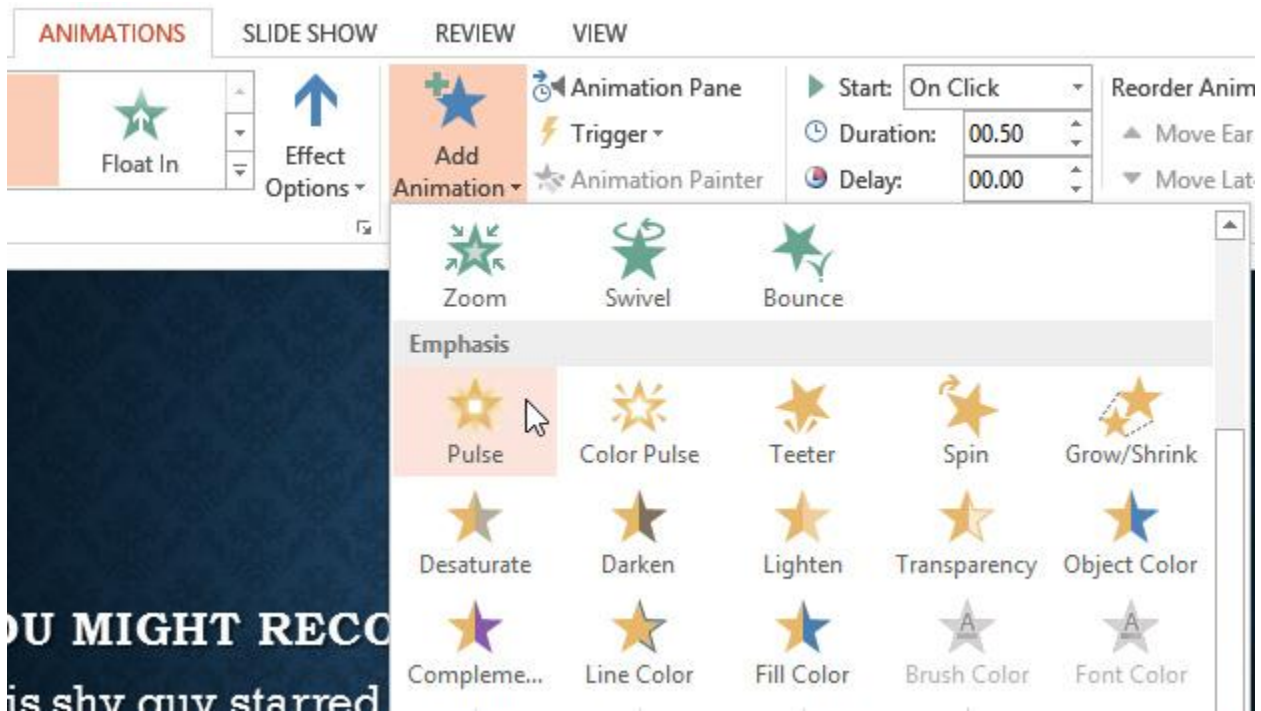 ANIMATIONS SLIDE SHOW REVIEW VIEW
Float In
Effect
Options
Add
Animation
Animation Pane
Trigger
Animation Painter
Start: On Click
Duration: 00.50
Delay: 00.00
Reorder Anim
Move Ear
Move Lat
Zoom Swivel Bounce
Emphasis
Pulse Color Pulse Teeter Spin Grow/Shrink
Desaturate Darken Lighten Transparency Object Color
Compleme... Line Color Fill Color Brush Color Font Color
OU MIGHT RECO
is shy guy starred